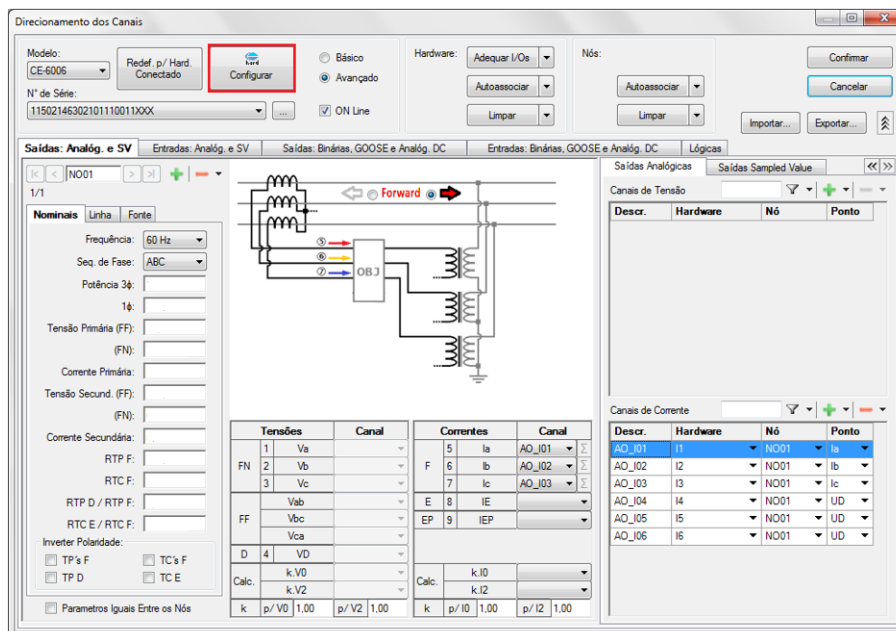 Direcionamento dos Canais
Modelo:
CE-6006
Redef. p/ Hard. Conectado
hard
Configurar
Básico
Avançado
ON Line
N° de Série:
11502146302101110011XXX
...
Hardware:
Adequar I/Os
Autoassociar
Limpar
Nós:
Autoassociar
Limpar
Confirmar
Cancelar
Importar...
Exportar...
Saídas: Analóg. e SV
Entradas: Analóg. e SV
Saídas: Binárias, GOOSE e Analóg. DC
Entradas: Binárias, GOOSE e Analóg. DC
Lógicas
NO01
1/1
Nominais
Linha
Fonte
Frequência: 60 Hz
Seq. de Fase: ABC
Potência 3ϕ:
1ϕ:
Tensão Primária (FF):
(FN):
Corrente Primária:
Tensão Secund. (FF):
(FN):
Corrente Secundária:
RTP F:
RTC F:
RTP D / RTP F:
RTC E / RTC F:
Inverter Polaridade:
TP's F
TC's F
TP D
TC E
Parametros Iguais Entre os Nós
Forward
5
6
7
OBJ
Tensões Canal
FN
1 Va
2 Vb
3 Vc
FF
Vab
Vbc
Vca
D 4 VD
Calc.
k.V0
k.V2
k p/ V0 1,00 p/ V2 1,00
Correntes Canal
F
5 Ia AO_I01 Σ
6 Ib AO_I02 Σ
7 Ic AO_I03 Σ
E 8 IE
EP 9 IEP
Calc.
k.I0
k.I2
k p/ I0 1,00 p/ I2 1,00
Saídas Analógicas
Saídas Sampled Value
Canais de Tensão
Descr. Hardware Nó Ponto
Canais de Corrente
Descr. Hardware Nó Ponto
AO_I01 I1 NO01 Ia
AO_I02 I2 NO01 Ib
AO_I03 I3 NO01 Ic
AO_I04 I4 NO01 UD
AO_I05 I5 NO01 UD
AO_I06 I6 NO01 UD